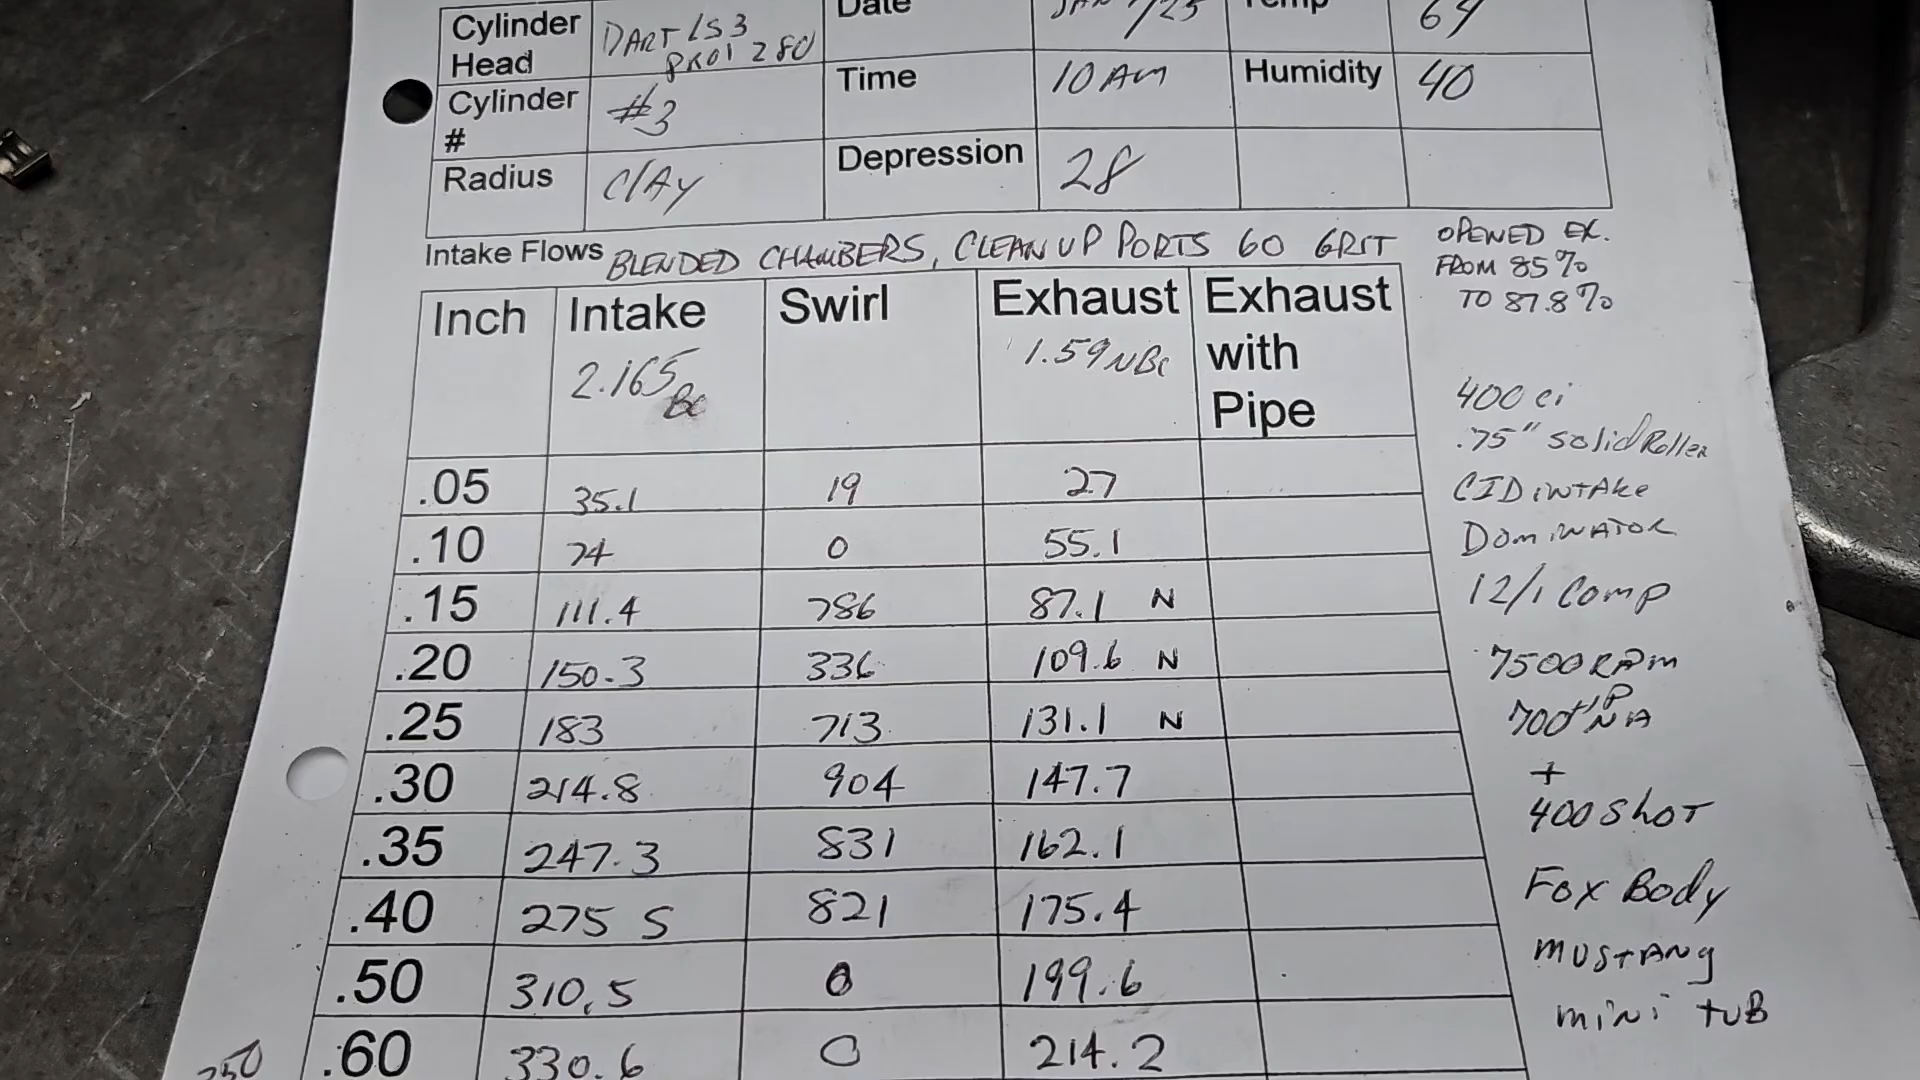 Cylinder Head DART LS3 PRO1 280 Date JAN /25 Temp 64
Cylinder # #3 Time 10 AM Humidity 40
Radius ClAy Depression 28
Intake Flows BLENDED CHAMBERS, CLEAN UP PORTS 60 GRIT
OPENED EX.
FROM 85%
TO 87.8%
Inch Intake 2.165 BC Swirl Exhaust 1.59 NBC Exhaust with Pipe
.05 35.1 19 27
.10 74 0 55.1
.15 111.4 786 87.1 N
.20 150.3 336 109.6 N
.25 183 713 131.1 N
.30 214.8 904 147.7
.35 247.3 831 162.1
.40 275 S 821 175.4
.50 310.5 0 199.6
.60 330.6 0 214.2
400 ci
.75" solid Roller
CID iNTAKe
DomiNATOR
12/1 Comp
7500 RPM
700 HP NA
+
400 ShoT
Fox Body
musTANg
mini TUB